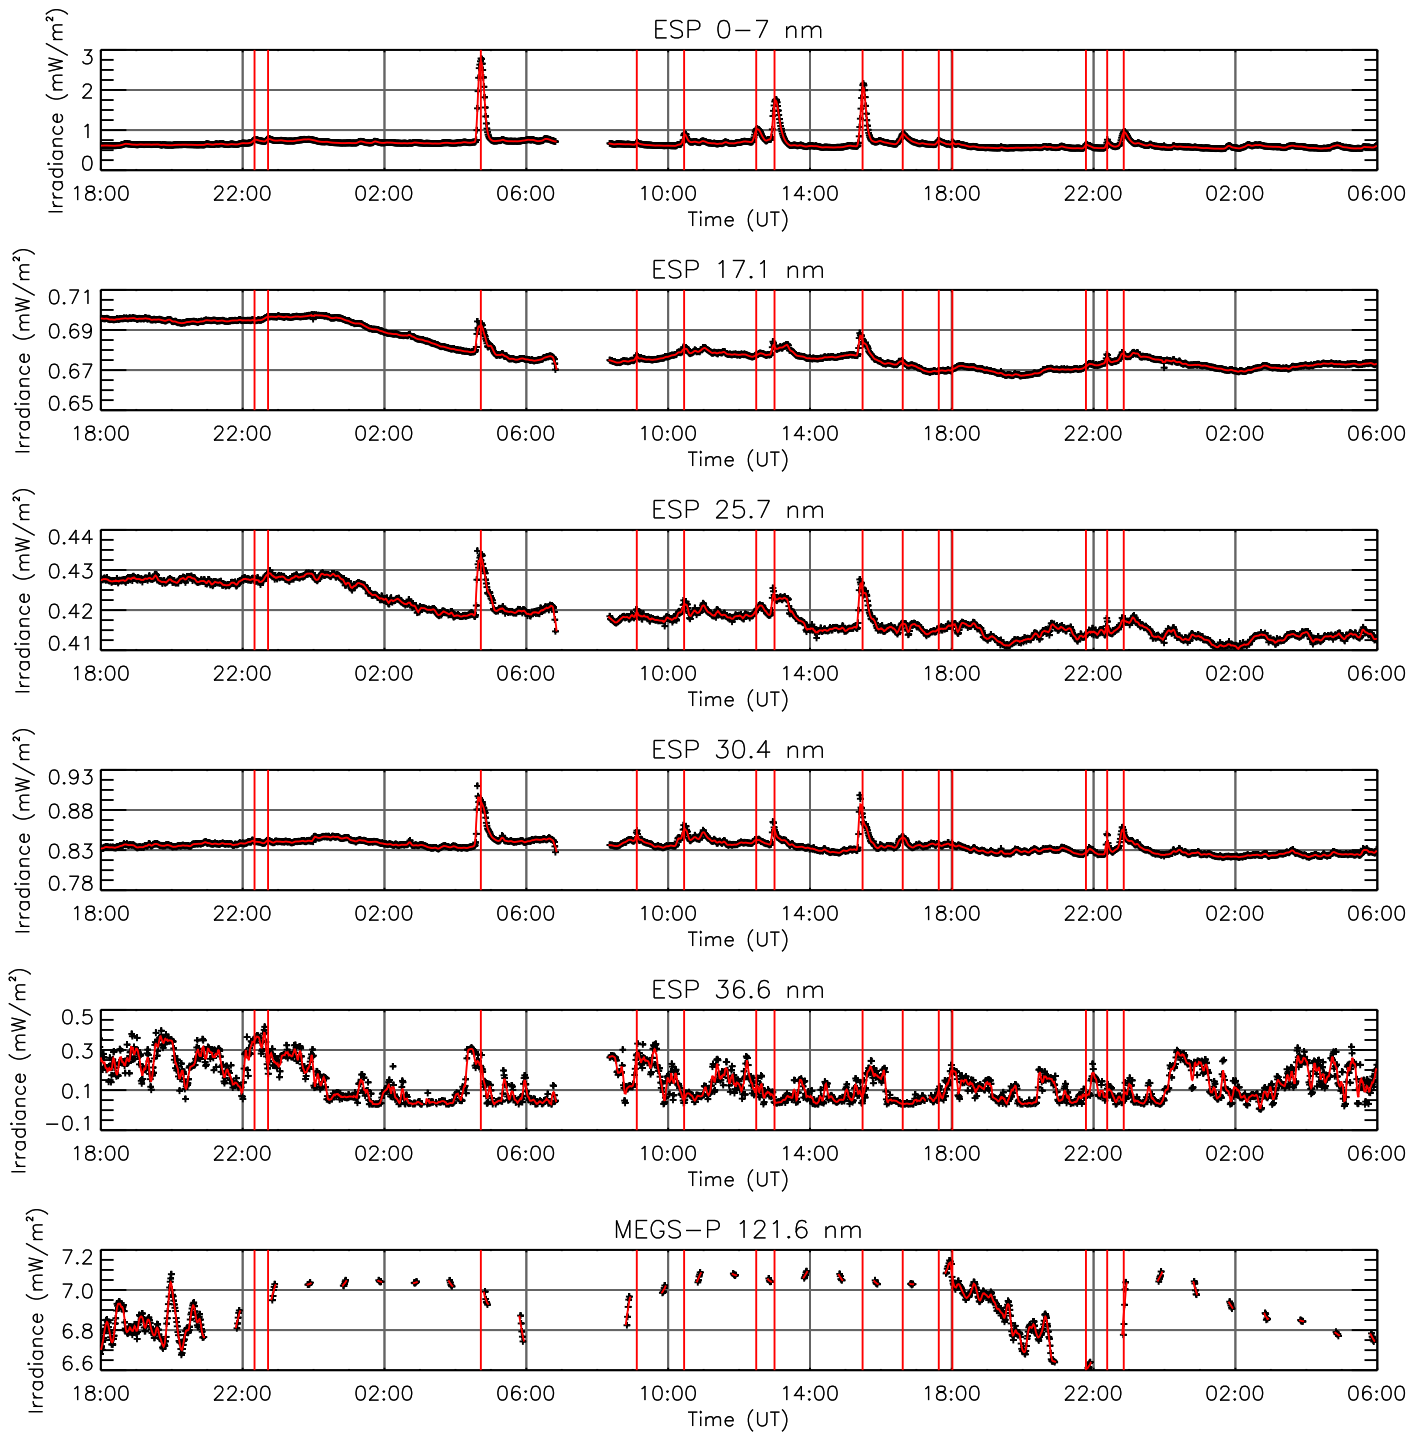 ESP 0−7 nm
Irradiance (mW/m²)
3
2
1
0
18:00 22:00 02:00 06:00 10:00 14:00 18:00 22:00 02:00 06:00
Time (UT)
ESP 17.1 nm
Irradiance (mW/m²)
0.71
0.69
0.67
0.65
18:00 22:00 02:00 06:00 10:00 14:00 18:00 22:00 02:00 06:00
Time (UT)
ESP 25.7 nm
Irradiance (mW/m²)
0.44
0.43
0.42
0.41
18:00 22:00 02:00 06:00 10:00 14:00 18:00 22:00 02:00 06:00
Time (UT)
ESP 30.4 nm
Irradiance (mW/m²)
0.93
0.88
0.83
0.78
18:00 22:00 02:00 06:00 10:00 14:00 18:00 22:00 02:00 06:00
Time (UT)
ESP 36.6 nm
Irradiance (mW/m²)
0.5
0.3
0.1
−0.1
18:00 22:00 02:00 06:00 10:00 14:00 18:00 22:00 02:00 06:00
Time (UT)
MEGS−P 121.6 nm
Irradiance (mW/m²)
7.2
7.0
6.8
6.6
18:00 22:00 02:00 06:00 10:00 14:00 18:00 22:00 02:00 06:00
Time (UT)